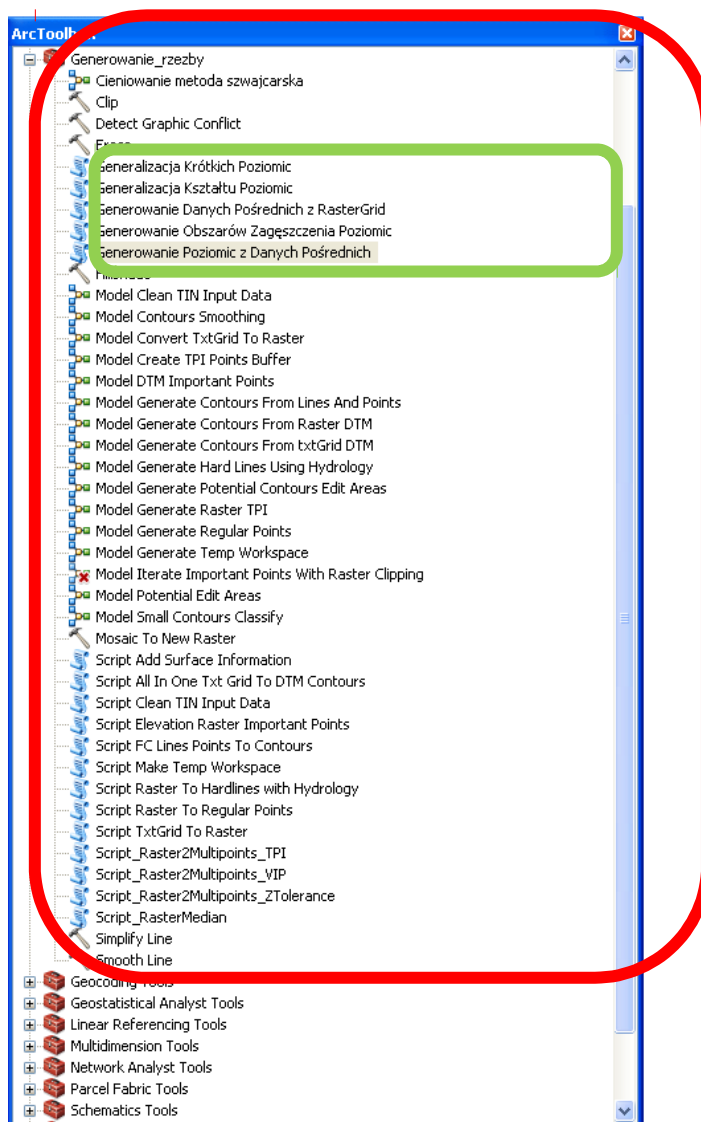 ArcToolb
Generowanie_rzezby
Cieniowanie metoda szwajcarska
Clip
Detect Graphic Conflict
Erase
Generalizacja Krótkich Poziomic
Generalizacja Kształtu Poziomic
Generowanie Danych Pośrednich z RasterGrid
Generowanie Obszarów Zagęszczenia Poziomic
Generowanie Poziomic z Danych Pośrednich
Hillshade
Model Clean TIN Input Data
Model Contours Smoothing
Model Convert TxtGrid To Raster
Model Create TPI Points Buffer
Model DTM Important Points
Model Generate Contours From Lines And Points
Model Generate Contours From Raster DTM
Model Generate Contours From txtGrid DTM
Model Generate Hard Lines Using Hydrology
Model Generate Potential Contours Edit Areas
Model Generate Raster TPI
Model Generate Regular Points
Model Generate Temp Workspace
Model Iterate Important Points With Raster Clipping
Model Potential Edit Areas
Model Small Contours Classify
Mosaic To New Raster
Script Add Surface Information
Script All In One Txt Grid To DTM Contours
Script Clean TIN Input Data
Script Elevation Raster Important Points
Script FC Lines Points To Contours
Script Make Temp Workspace
Script Raster To Hardlines with Hydrology
Script Raster To Regular Points
Script TxtGrid To Raster
Script_Raster2Multipoints_TPI
Script_Raster2Multipoints_VIP
Script_Raster2Multipoints_ZTolerance
Script_RasterMedian
Simplify Line
Smooth Line
Geocoding Tools
Geostatistical Analyst Tools
Linear Referencing Tools
Multidimension Tools
Network Analyst Tools
Parcel Fabric Tools
Schematics Tools